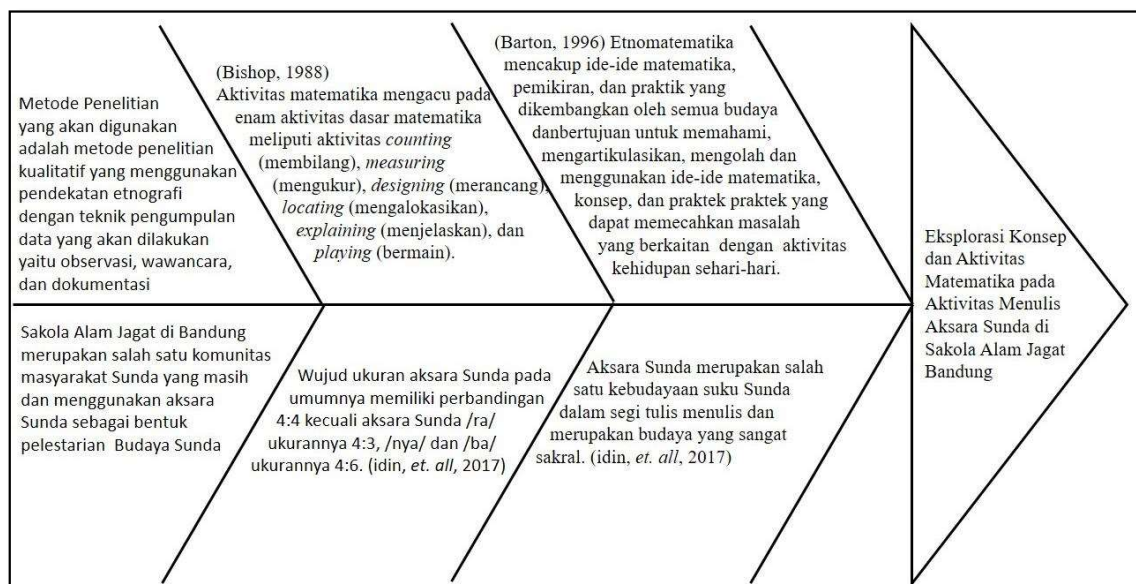 Metode Penelitian
yang akan digunakan
adalah metode penelitian
kualitatif yang menggunakan
pendekatan etnografi
dengan teknik pengumpulan
data yang akan dilakukan
yaitu observasi, wawancara,
dan dokumentasi
(Bishop, 1988)
Aktivitas matematika mengacu pada
enam aktivitas dasar matematika
meliputi aktivitas counting
(membilang), measuring
(mengukur), designing (merancang),
locating (mengalokasikan),
explaining (menjelaskan), dan
playing (bermain).
(Barton, 1996) Etnomatematika
mencakup ide-ide matematika,
pemikiran, dan praktik yang
dikembangkan oleh semua budaya
danbertujuan untuk memahami,
mengartikulasikan, mengolah dan
menggunakan ide-ide matematika,
konsep, dan praktek praktek yang
dapat memecahkan masalah
yang berkaitan dengan aktivitas
kehidupan sehari-hari.
Sakola Alam Jagat di Bandung
merupakan salah satu komunitas
masyarakat Sunda yang masih
dan menggunakan aksara
Sunda sebagai bentuk
pelestarian Budaya Sunda
Wujud ukuran aksara Sunda pada
umumnya memiliki perbandingan
4:4 kecuali aksara Sunda /ra/
ukurannya 4:3, /nya/ dan /ba/
ukurannya 4:6. (idin, et. all, 2017)
Aksara Sunda merupakan salah
satu kebudayaan suku Sunda
dalam segi tulis menulis dan
merupakan budaya yang sangat
sakral. (idin, et. all, 2017)
Eksplorasi Konsep
dan Aktivitas
Matematika pada
Aktivitas Menulis
Aksara Sunda di
Sakola Alam Jagat
Bandung